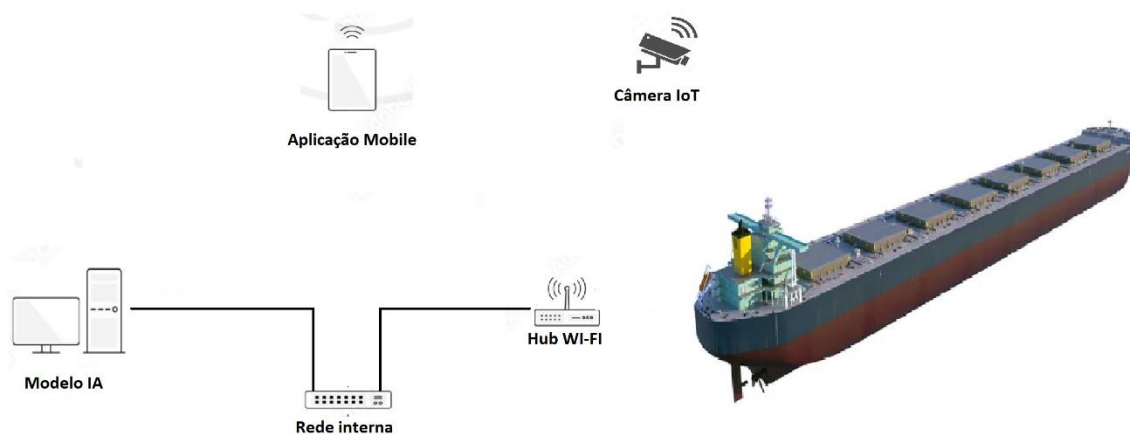 Câmera IoT
Aplicação Mobile
Hub WI-FI
Modelo IA
Rede interna